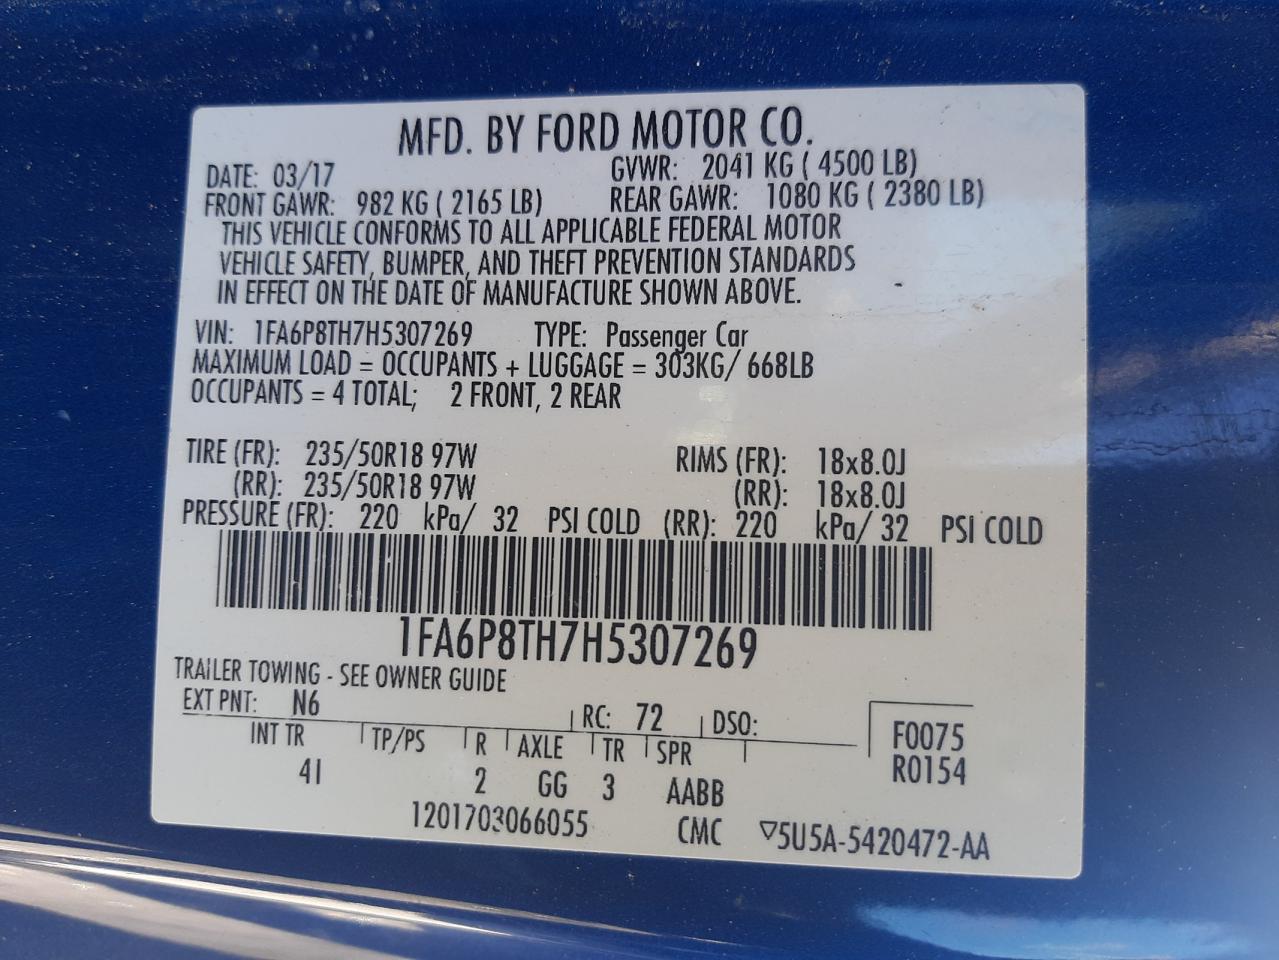 MFD. BY FORD MOTOR CO.
DATE: 03/17 GVWR: 2041 KG ( 4500 LB)
FRONT GAWR: 982 KG ( 2165 LB) REAR GAWR: 1080 KG ( 2380 LB)
THIS VEHICLE CONFORMS TO ALL APPLICABLE FEDERAL MOTOR
VEHICLE SAFETY, BUMPER, AND THEFT PREVENTION STANDARDS
IN EFFECT ON THE DATE OF MANUFACTURE SHOWN ABOVE.
VIN: 1FA6P8TH7H5307269 TYPE: Passenger Car
MAXIMUM LOAD = OCCUPANTS + LUGGAGE = 303KG/ 668LB
OCCUPANTS = 4 TOTAL; 2 FRONT, 2 REAR
TIRE (FR): 235/50R18 97W RIMS (FR): 18x8.0J
(RR): 235/50R18 97W (RR): 18x8.0J
PRESSURE (FR): 220 kPa/ 32 PSI COLD (RR): 220 kPa/ 32 PSI COLD
1FA6P8TH7H5307269
TRAILER TOWING - SEE OWNER GUIDE
EXT PNT: N6 RC: 72 DSO: F0075
INT TR TP/PS R AXLE TR SPR R0154
4I 2 GG 3 AABB
1201703066055 CMC ▽5U5A-5420472-AA